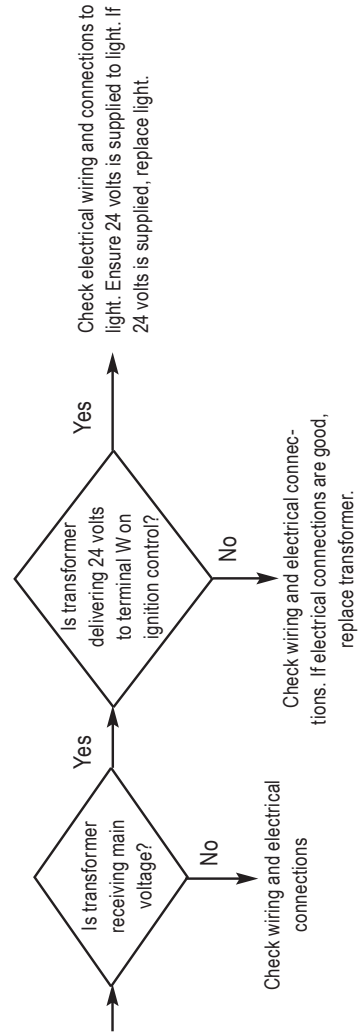 Is transformer
receiving main
voltage?
Yes
No
Check wiring and electrical
connections
Is transformer
delivering 24 volts
to terminal W on
ignition control?
Yes
No
Check wiring and electrical connec-
tions. If electrical connections are good,
replace transformer.
Check electrical wiring and connections to
light. Ensure 24 volts is supplied to light. If
24 volts is supplied, replace light.